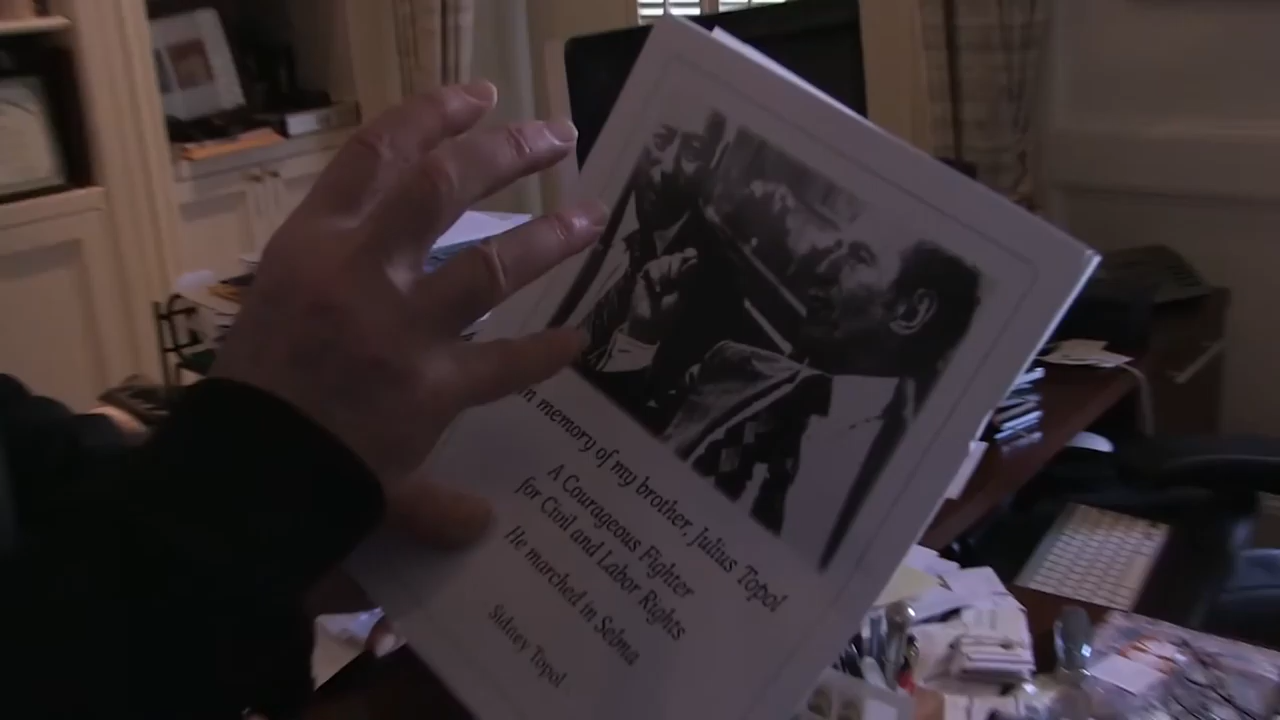 In memory of my brother, Julius Topol
A Courageous Fighter
for Civil and Labor Rights
He marched in Selma
Sidney Topol